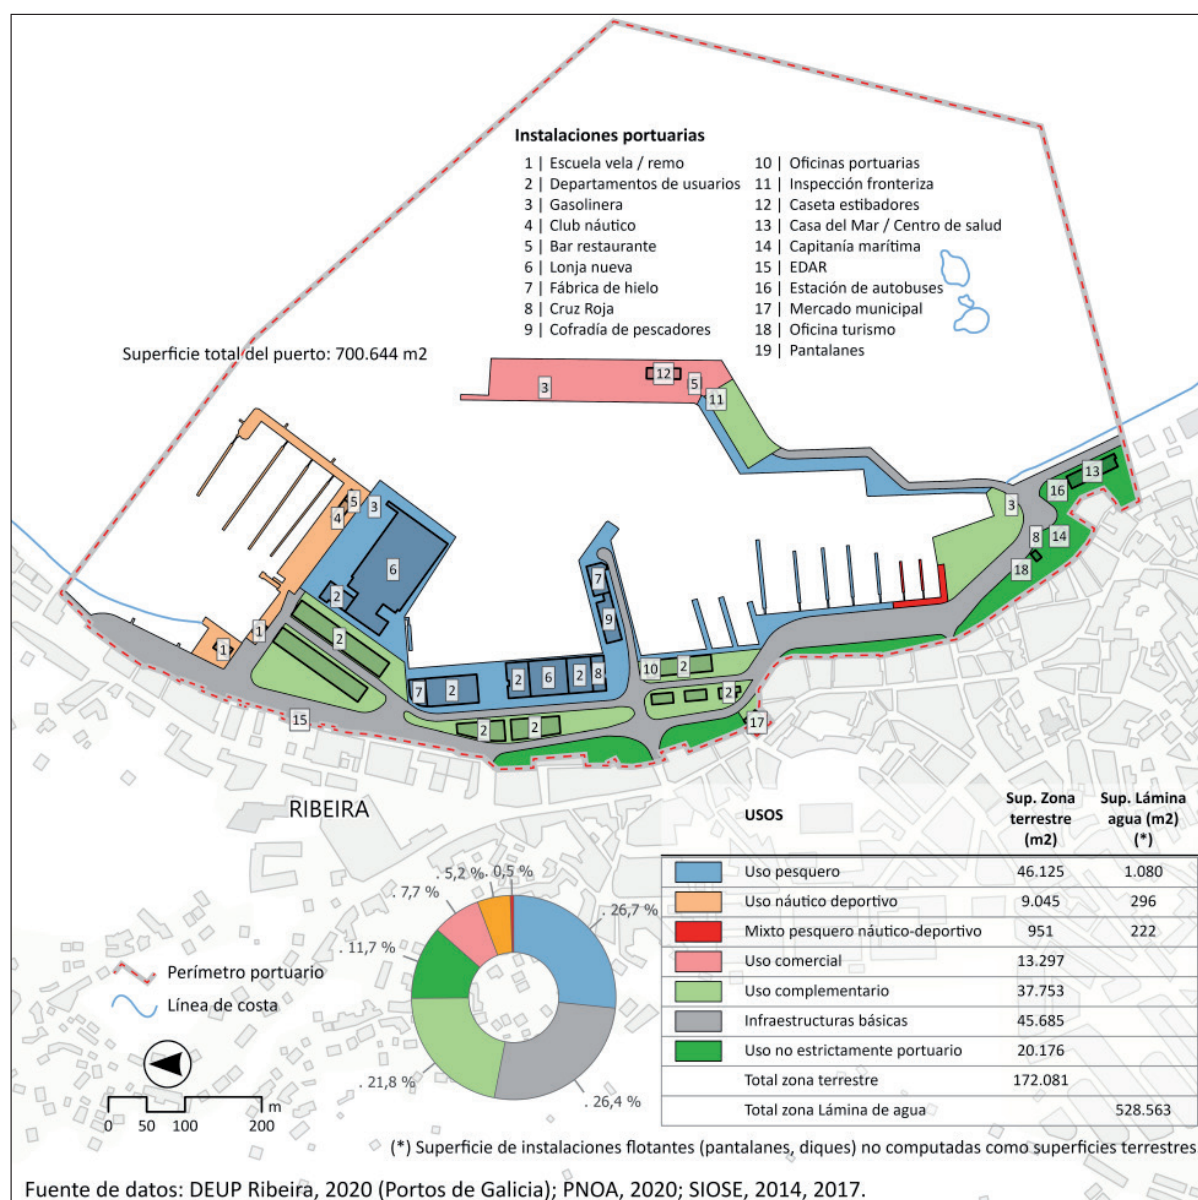 Instalaciones portuarias
1 | Escuela vela / remo
2 | Departamentos de usuarios
3 | Gasolinera
4 | Club náutico
5 | Bar restaurante
6 | Lonja nueva
7 | Fábrica de hielo
8 | Cruz Roja
9 | Cofradía de pescadores
10 | Oficinas portuarias
11 | Inspección fronteriza
12 | Caseta estibadores
13 | Casa del Mar / Centro de salud
14 | Capitanía marítima
15 | EDAR
16 | Estación de autobuses
17 | Mercado municipal
18 | Oficina turismo
19 | Pantalanes
Superficie total del puerto: 700.644 m2
3
12
5
11
5
4
3
6
2
1
1
2
15
7
2
2
6
2
8
7
9
2
2
10
2
2
17
3
16
13
8
14
18
RIBEIRA
. 5,2 %
. 0,5 %
. 7,7 %
. 26,7 %
. 11,7 %
. 21,8 %
. 26,4 %
Perímetro portuario
Línea de costa
0 50 100 200 m
USOS Sup. Zona terrestre (m2) Sup. Lámina agua (m2) (*)
Uso pesquero 46.125 1.080
Uso náutico deportivo 9.045 296
Mixto pesquero náutico-deportivo 951 222
Uso comercial 13.297
Uso complementario 37.753
Infraestructuras básicas 45.685
Uso no estrictamente portuario 20.176
Total zona terrestre 172.081
Total zona Lámina de agua 528.563
(*) Superficie de instalaciones flotantes (pantalanes, diques) no computadas como superficies terrestres
Fuente de datos: DEUP Ribeira, 2020 (Portos de Galicia); PNOA, 2020; SIOSE, 2014, 2017.